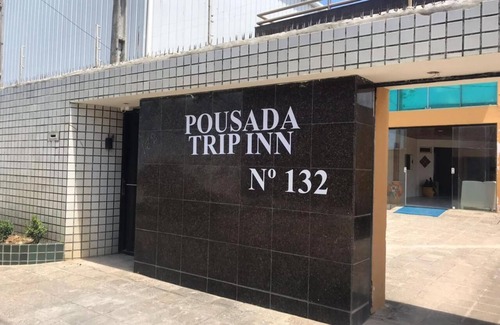 POUSADA
TRIP INN
Nº 132